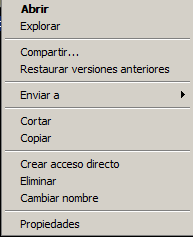 Abrir
Explorar
Compartir...
Restaurar versiones anteriores
Enviar a
Cortar
Copiar
Crear acceso directo
Eliminar
Cambiar nombre
Propiedades